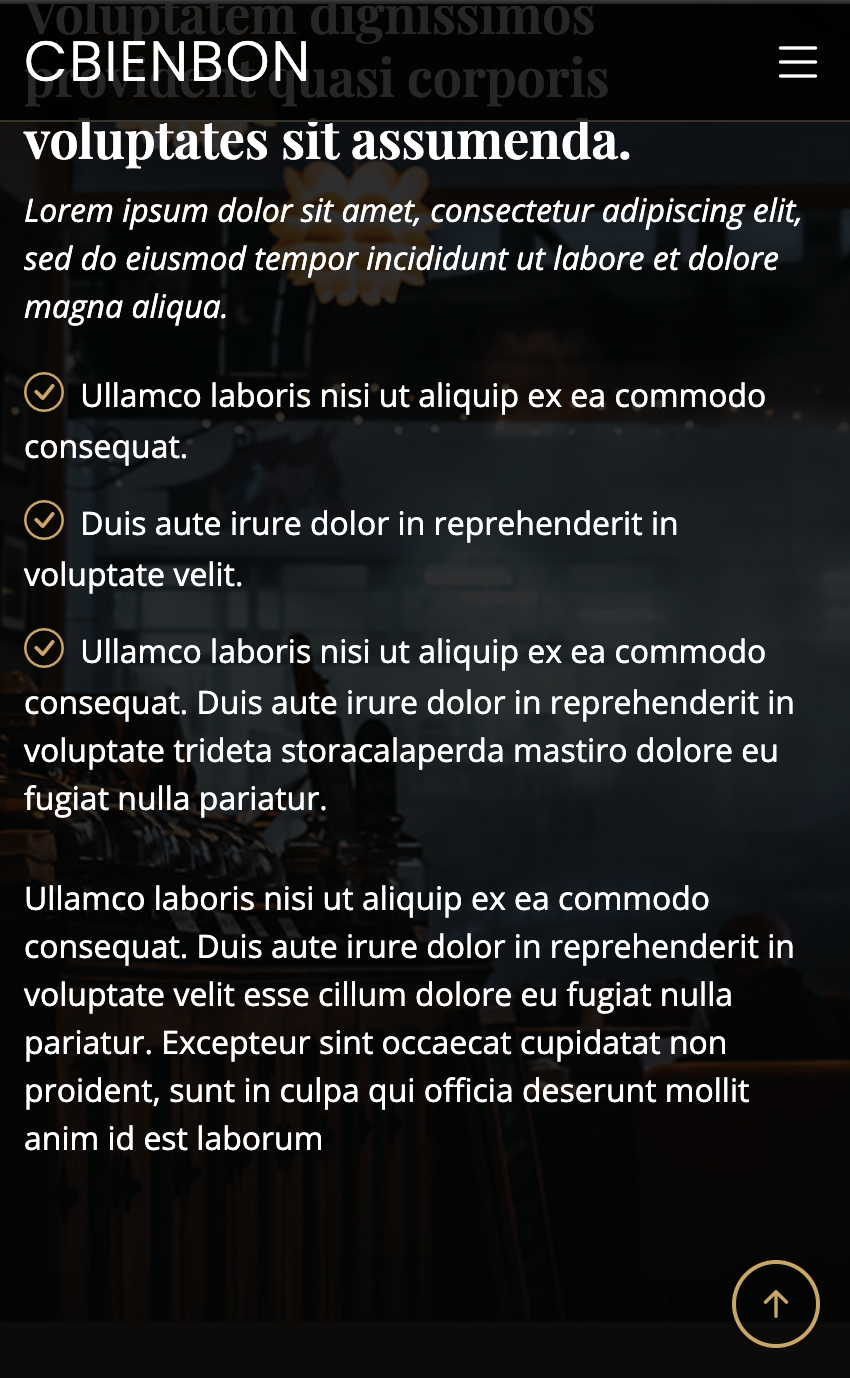 Voluptatem dignissimos
CBIENBON
provident quasi corporis
voluptates sit assumenda.
Lorem ipsum dolor sit amet, consectetur adipiscing elit,
sed do eiusmod tempor incididunt ut labore et dolore
magna aliqua.
Ullamco laboris nisi ut aliquip ex ea commodo
consequat.
Duis aute irure dolor in reprehenderit in
voluptate velit.
Ullamco laboris nisi ut aliquip ex ea commodo
consequat. Duis aute irure dolor in reprehenderit in
voluptate trideta storacalaperda mastiro dolore eu
fugiat nulla pariatur.
Ullamco laboris nisi ut aliquip ex ea commodo
consequat. Duis aute irure dolor in reprehenderit in
voluptate velit esse cillum dolore eu fugiat nulla
pariatur. Excepteur sint occaecat cupidatat non
proident, sunt in culpa qui officia deserunt mollit
anim id est laborum